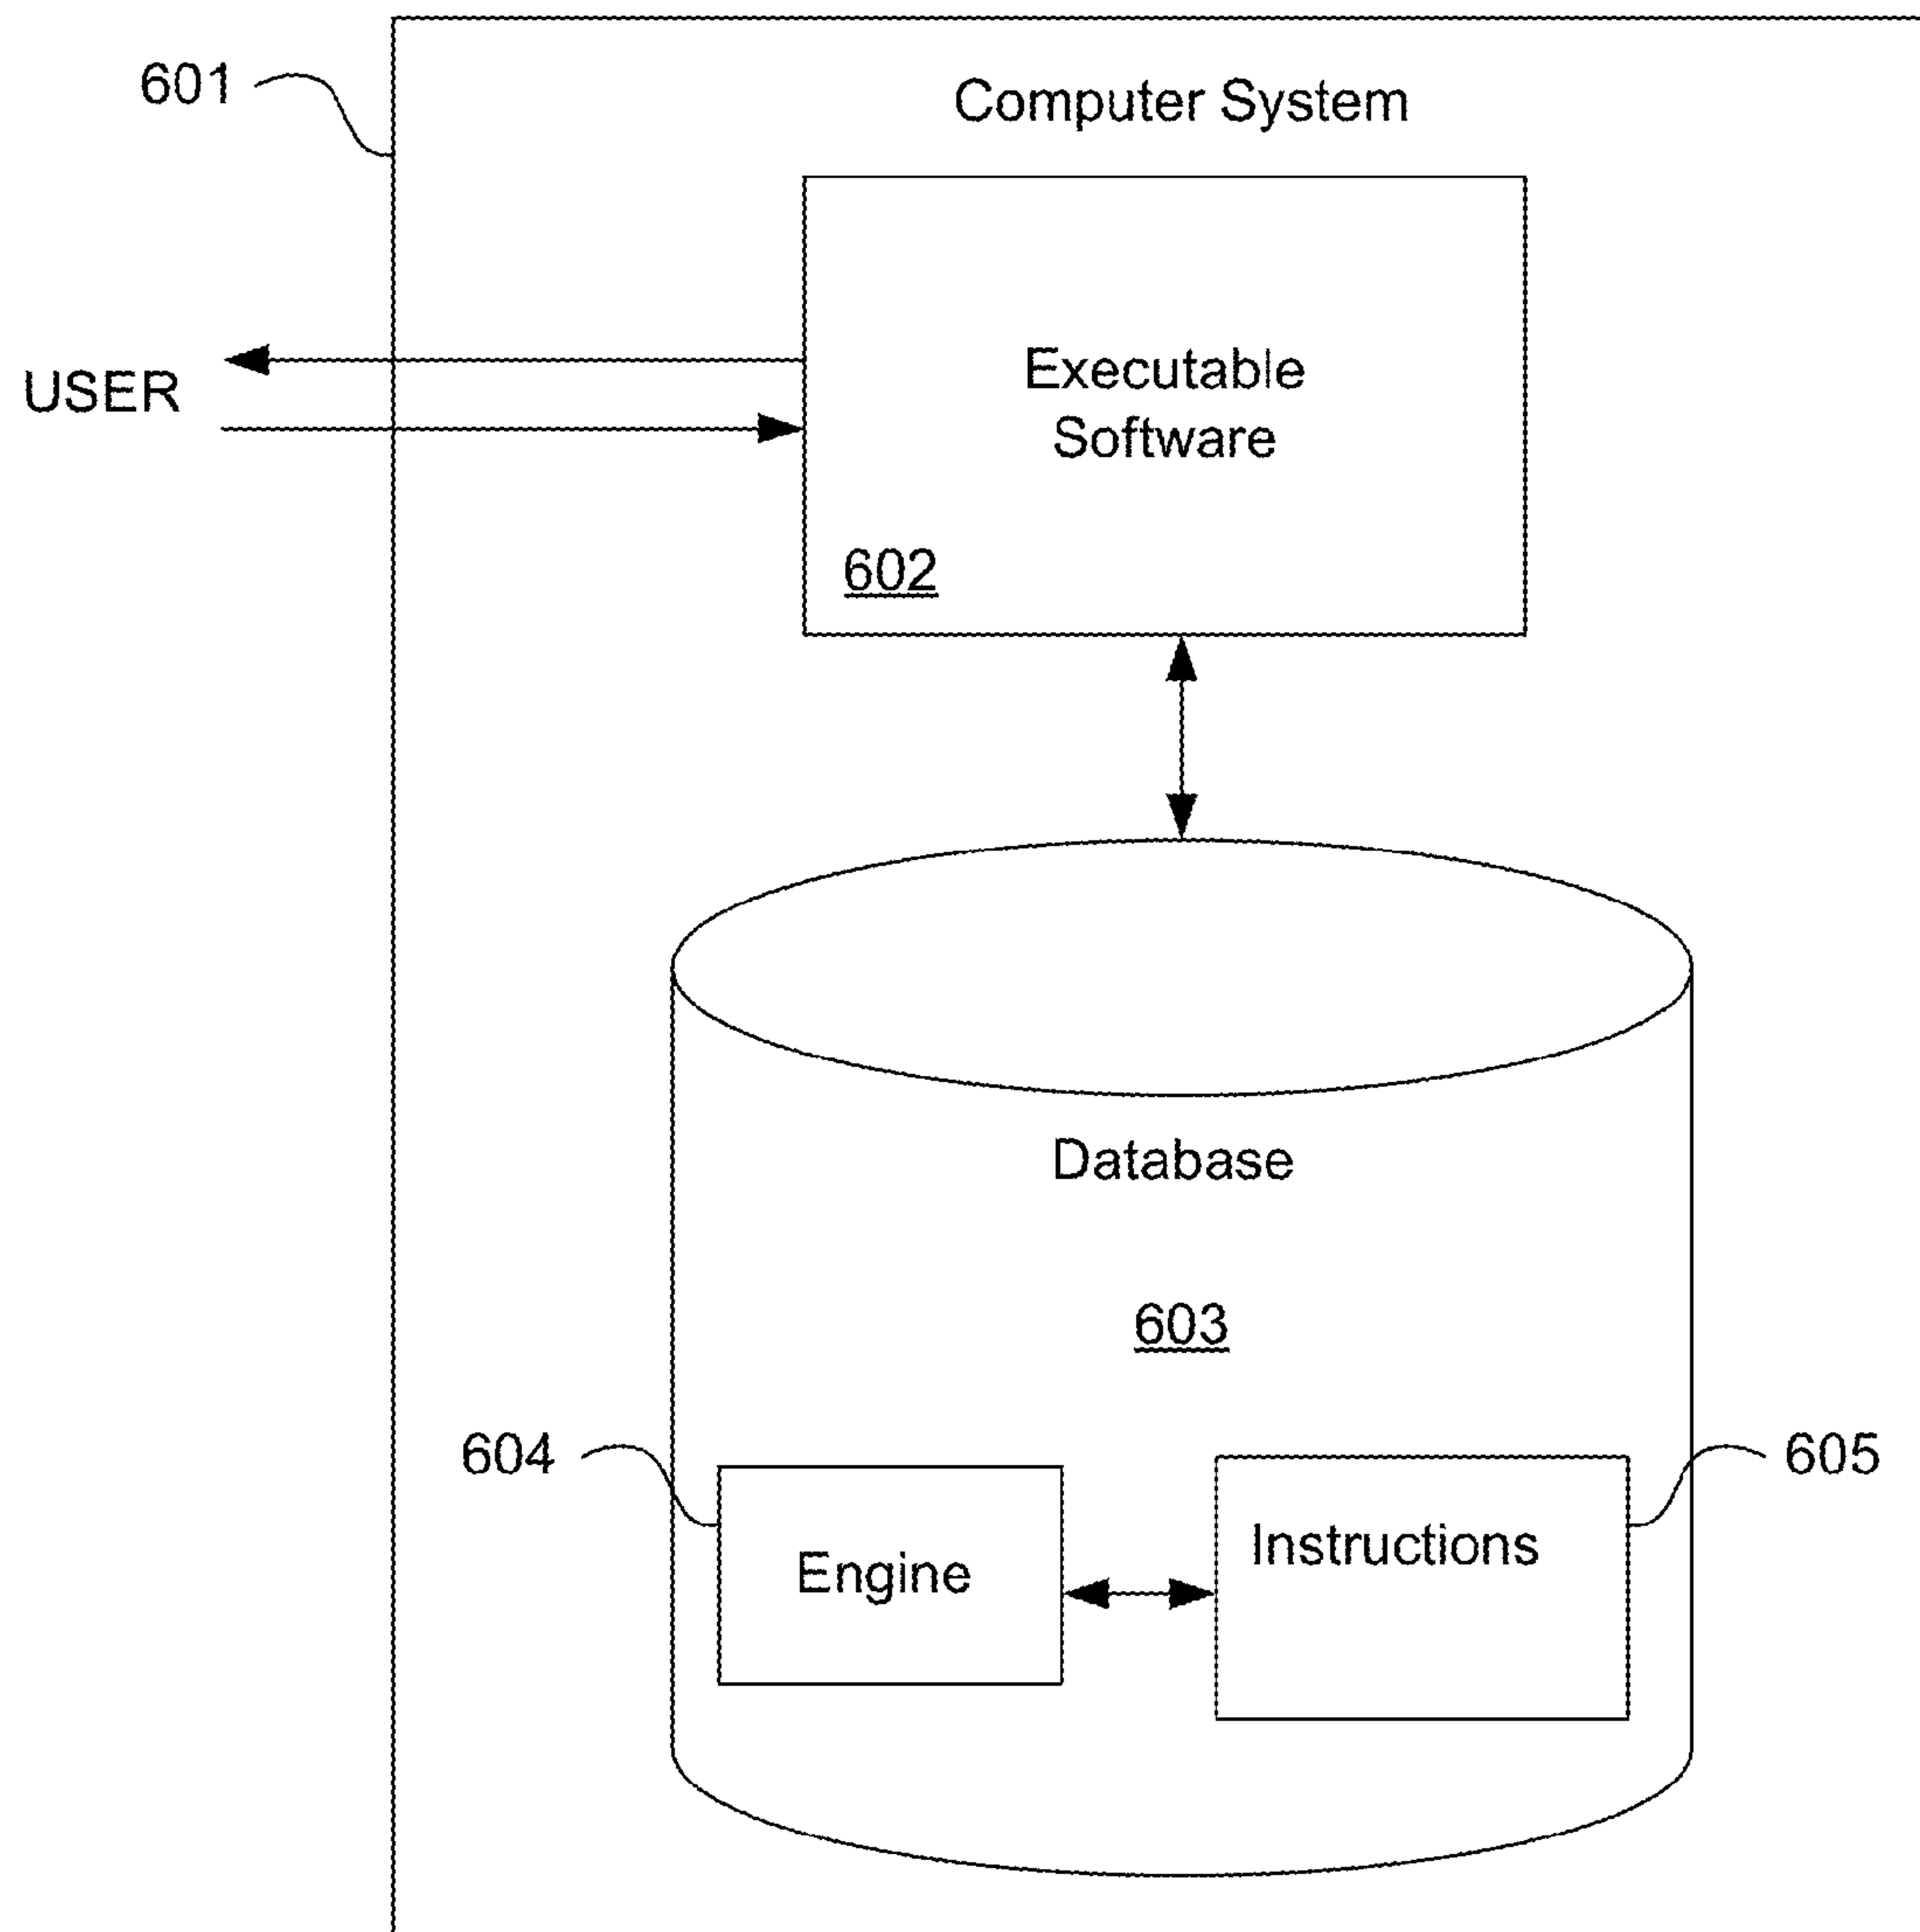 601
Computer System
USER
Executable
Software
602
Database
603
604
605
Engine
Instructions